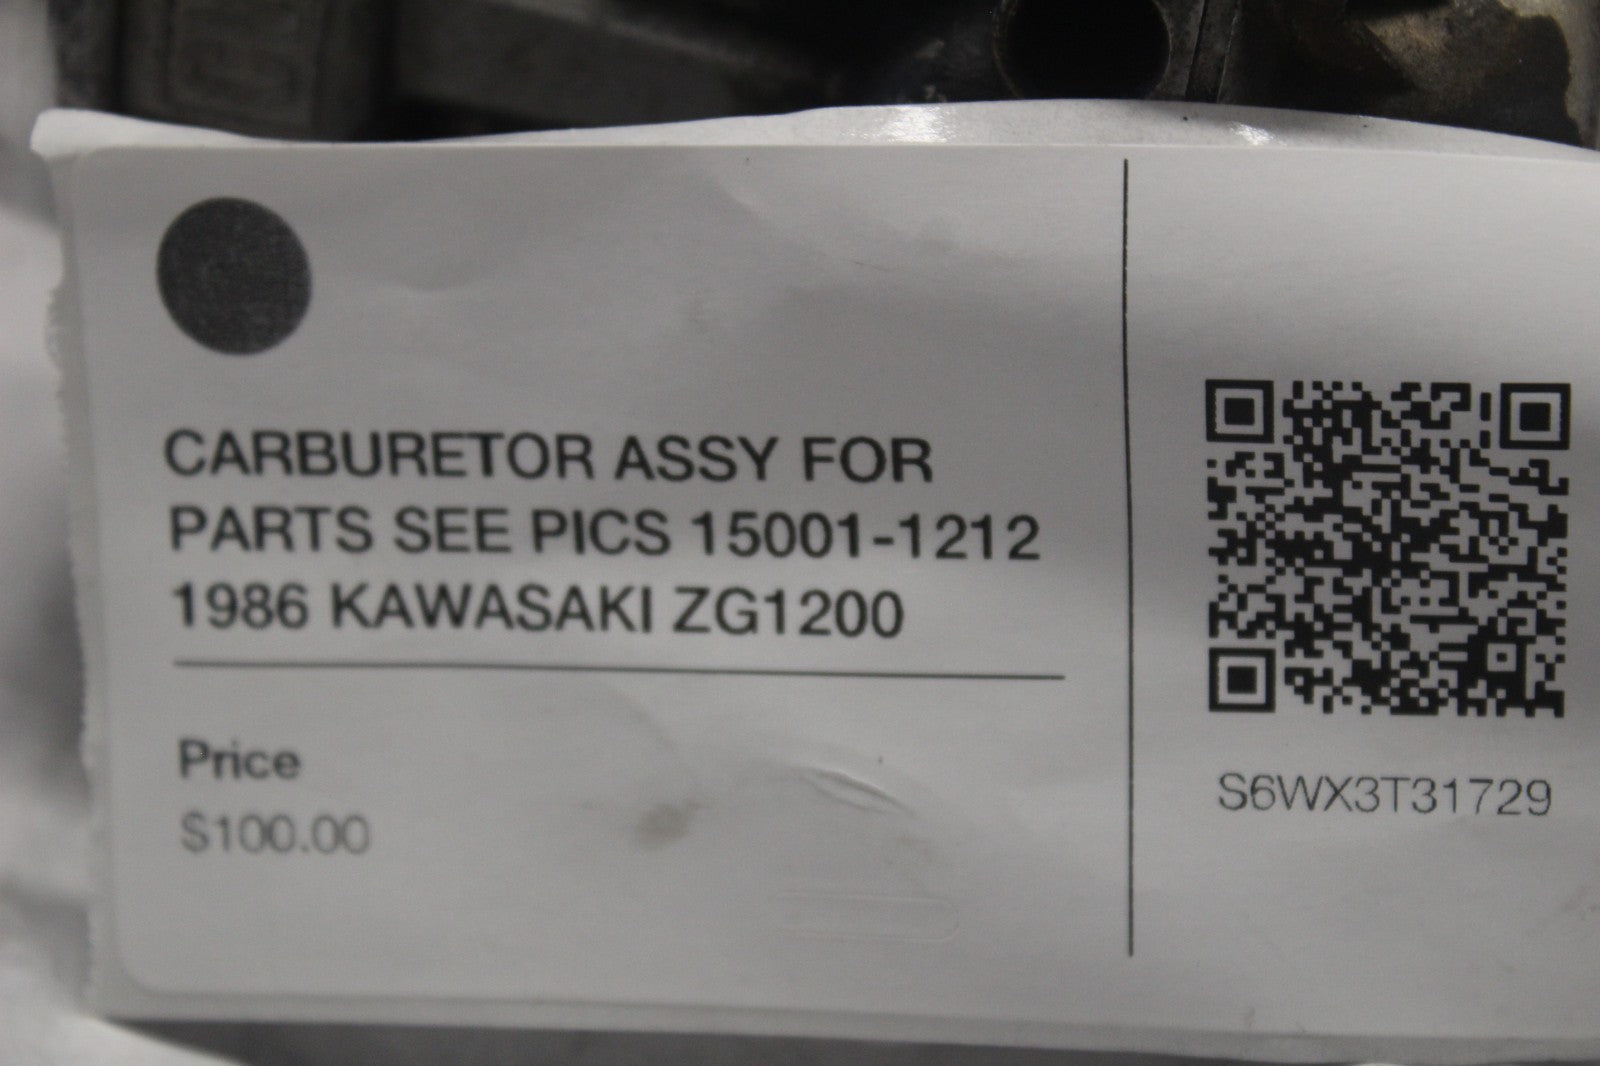 CARBURETOR ASSY FOR
PARTS SEE PICS 15001-1212
1986 KAWASAKI ZG1200
Price
$100.00
S6WX3T31729